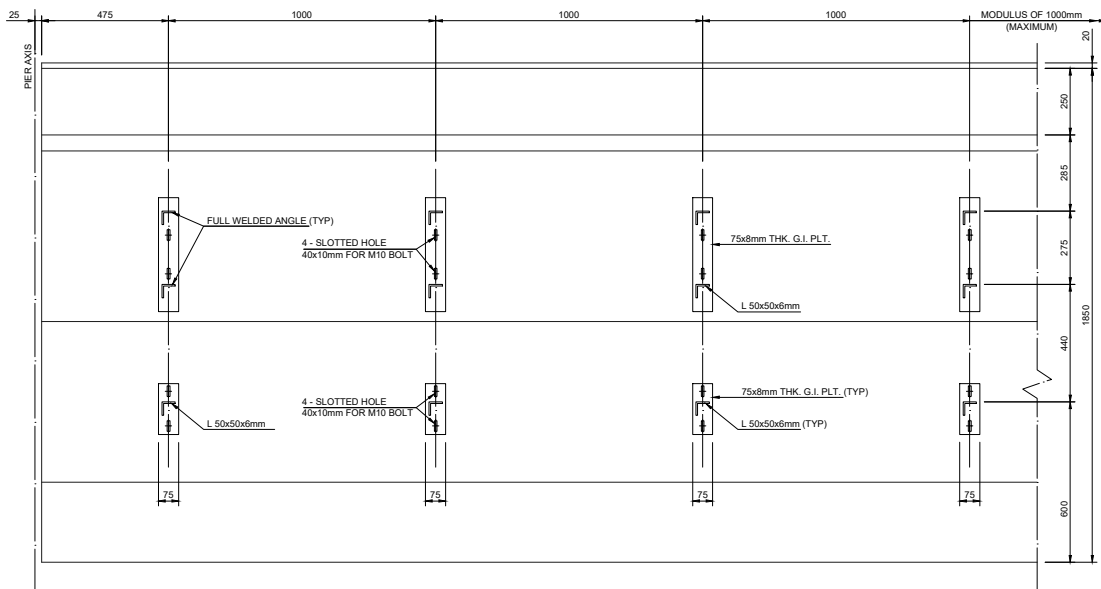 25
475
1000
1000
1000
MODULUS OF 1000mm
(MAXIMUM)
20
PIER AXIS
250
285
FULL WELDED ANGLE (TYP)
4 - SLOTTED HOLE
40x10mm FOR M10 BOLT
75x8mm THK. G.I. PLT.
275
L 50x50x6mm
1850
440
4 - SLOTTED HOLE
40x10mm FOR M10 BOLT
75x8mm THK. G.I. PLT. (TYP)
L 50x50x6mm
L 50x50x6mm (TYP)
75
75
75
75
600